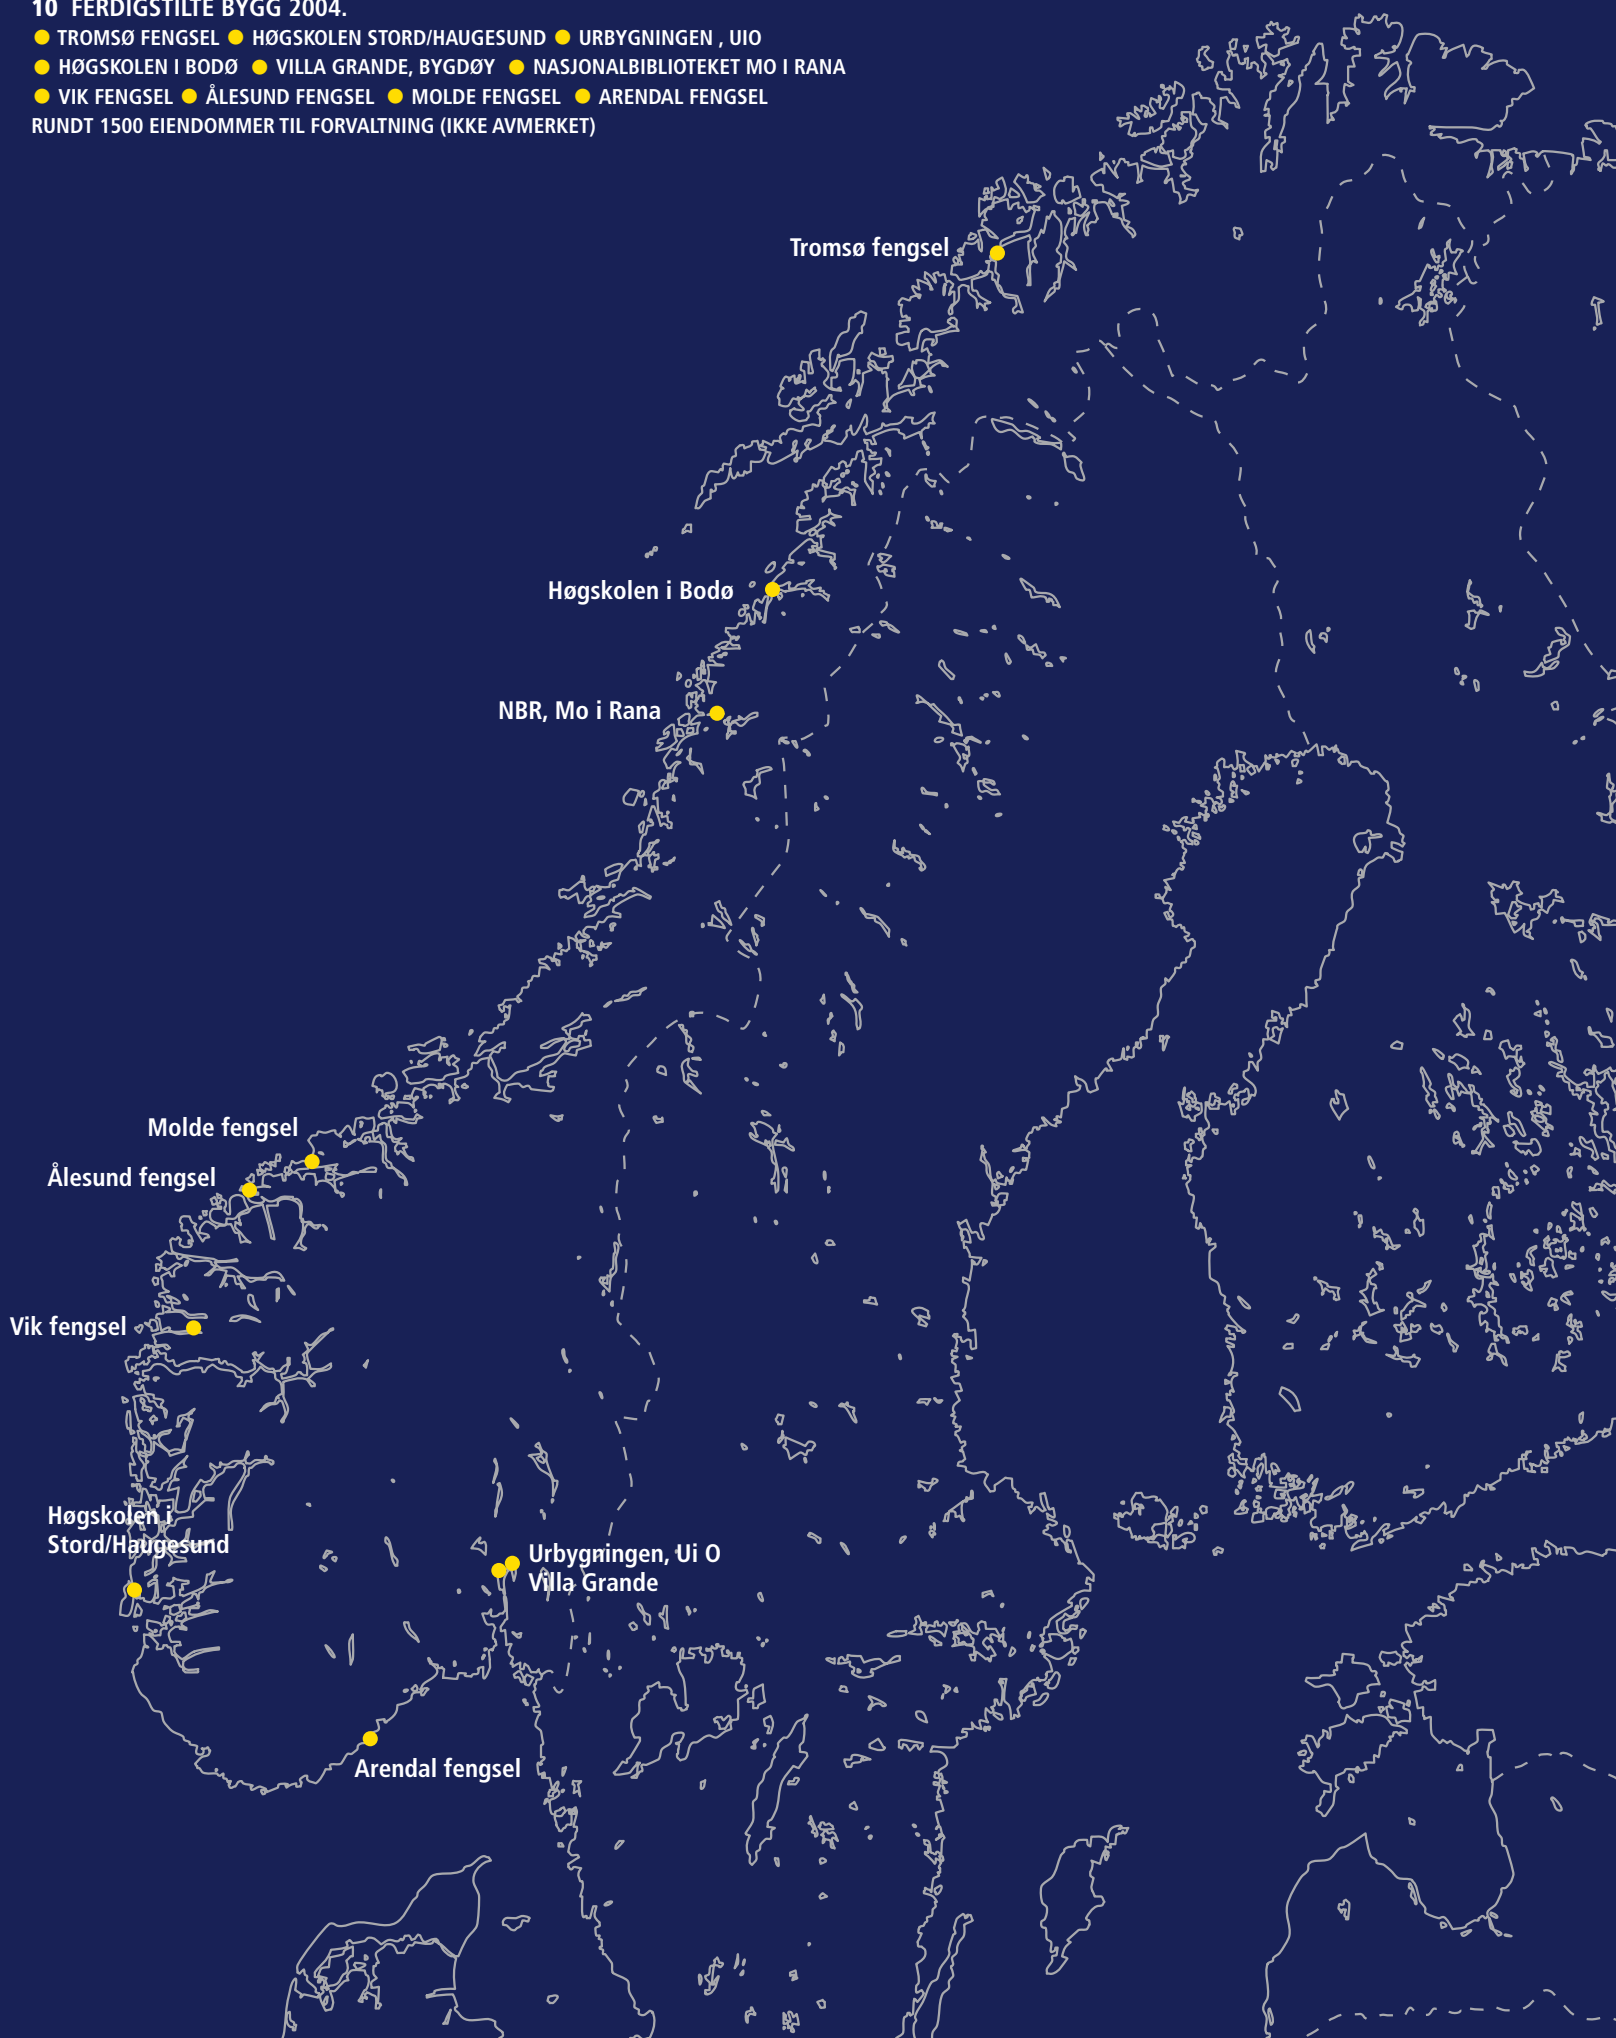 10 FERDIGSTILTE BYGG 2004.
TROMSØ FENGSEL HØGSKOLEN STORD/HAUGESUND URBYGNINGEN , UIO
HØGSKOLEN I BODØ VILLA GRANDE, BYGDØY NASJONALBIBLIOTEKET MO I RANA
VIK FENGSEL ÅLESUND FENGSEL MOLDE FENGSEL ARENDAL FENGSEL
RUNDT 1500 EIENDOMMER TIL FORVALTNING (IKKE AVMERKET)
Tromsø fengsel
Høgskolen i Bodø
NBR, Mo i Rana
Molde fengsel
Ålesund fengsel
Vik fengsel
Høgskolen i
Stord/Haugesund
Urbygningen, Ui O
Villa Grande
Arendal fengsel